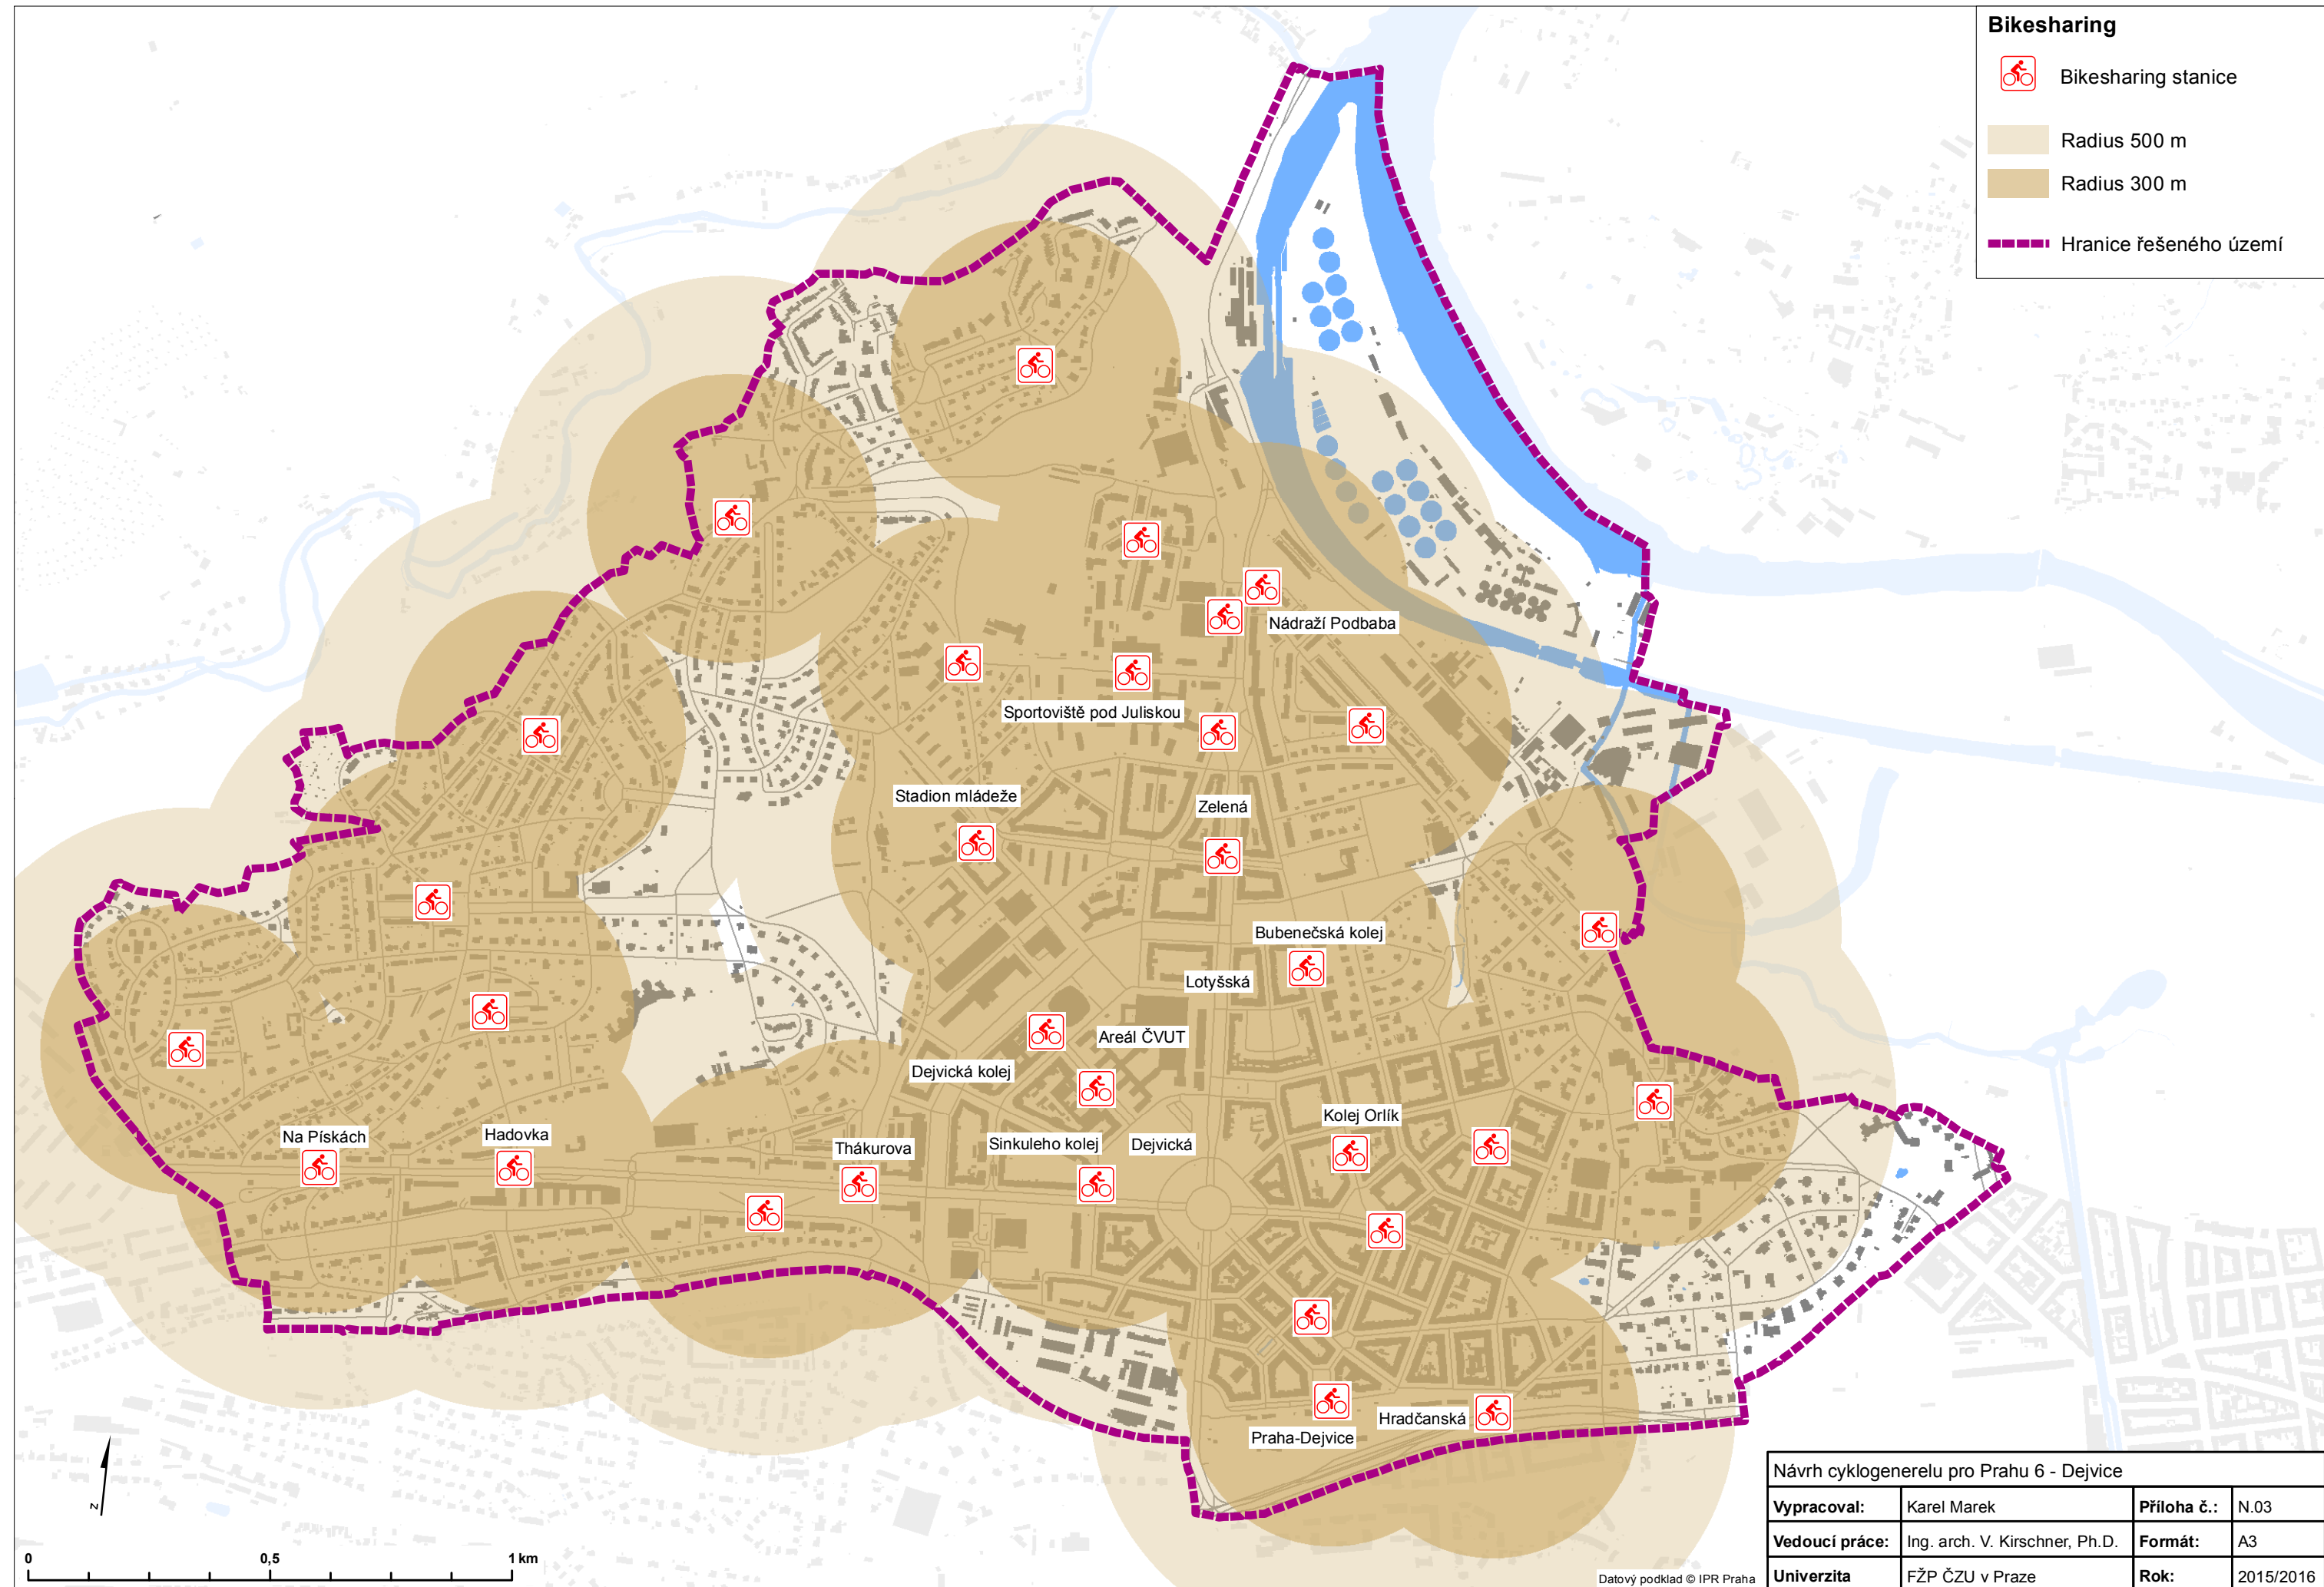 Bikesharing
Bikesharing stanice
Radius 500 m
Radius 300 m
Hranice řešeného území
Nádraží Podbaba
Sportoviště pod Juliskou
Stadion mládeže
Zelená
Bubenečská kolej
Lotyšská
Areál ČVUT
Dejvická kolej
Kolej Orlík
Na Pískách
Hadovka
Thákurova
Sinkuleho kolej
Dejvická
Hradčanská
Praha-Dejvice
z
0 0,5 1 km
Datový podklad © IPR Praha
Návrh cyklogenerelu pro Prahu 6 - Dejvice
Vypracoval: Karel Marek Příloha č.: N.03
Vedoucí práce: Ing. arch. V. Kirschner, Ph.D. Formát: A3
Univerzita FŽP ČZU v Praze Rok: 2015/2016